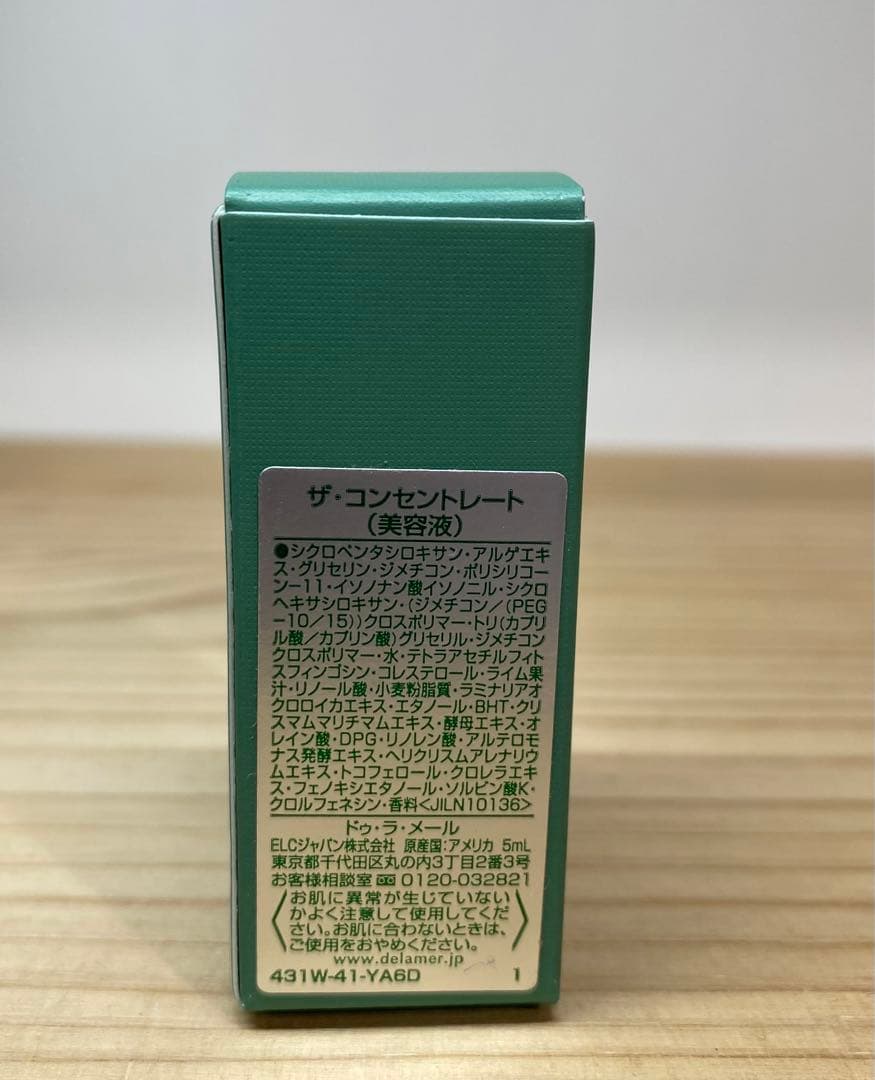 ザ・コンセントレート
(美容液)
●シクロペンタシロキサン・アルゲエキ
ス・グリセリン・ジメチコン・ポリシリコー
ン-11・イソノナン酸イソノニル・シクロ
ヘキサシロキサン・(ジメチコン/(PEG
-10/15))クロスポリマー・トリ(カプリ
ル酸/カプリン酸)グリセリル・ジメチコン
クロスポリマー・水・テトラアセチルフィト
スフィンゴシン・コレステロール・ライム果
汁・リノール酸・小麦粉脂質・ラミナリアオ
クロロイカエキス・エタノール・BHT・クリ
スマムマリチマムエキス・酵母エキス・オ
レイン酸・DPG・リノレン酸・アルテロモ
ナス発酵エキス・ヘリクリスムアレナリウ
ムエキス・トコフェロール・クロレラエキ
ス・フェノキシエタノール・ソルビン酸K・
クロルフェネシン・香料<JILN10136>
ドゥ・ラ・メール
ELCジャパン株式会社 原産国:アメリカ 5mL
東京都千代田区丸の内3丁目2番3号
お客様相談室 0120-032821
〈お肌に異常が生じていない
かよく注意して使用してくだ
さい。お肌に合わないときは、
ご使用をおやめください。〉
www.delamer.jp
431W-41-YA6D 1